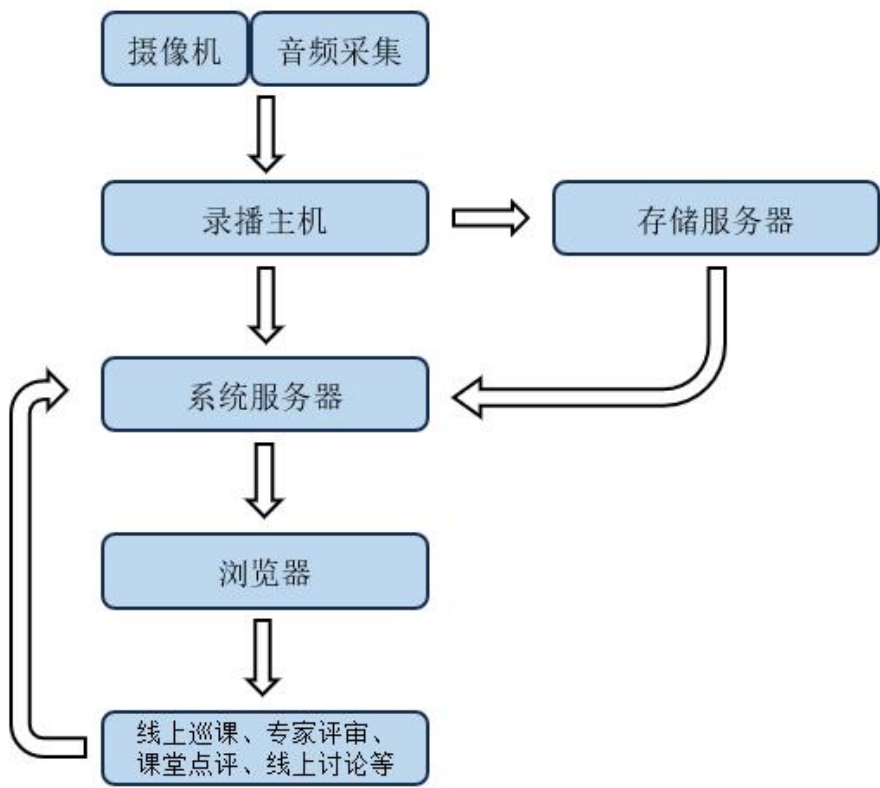 摄像机
音频采集
录播主机
存储服务器
系统服务器
浏览器
线上巡课、专家评审、
课堂点评、线上讨论等